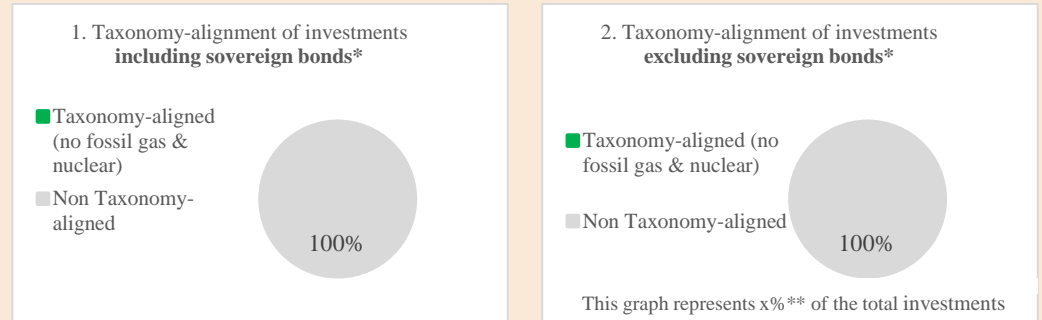 1. Taxonomy-alignment of investments
including sovereign bonds*
Taxonomy-aligned
(no fossil gas &
nuclear)
Non Taxonomy-
aligned
100%
2. Taxonomy-alignment of investments
excluding sovereign bonds*
Taxonomy-aligned (no
fossil gas & nuclear)
Non Taxonomy-aligned
100%
This graph represents x%** of the total investments